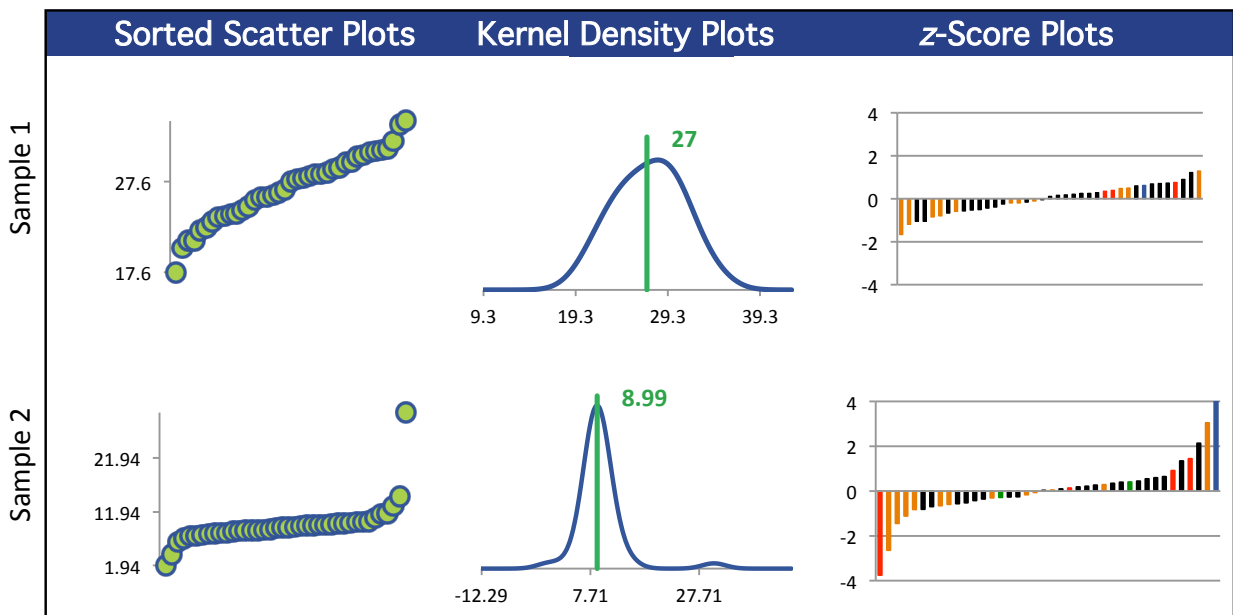 Sorted Scatter Plots
Kernel Density Plots
z-Score Plots
Sample 1
27.6
17.6
27
9.3 19.3 29.3 39.3
4
2
0
-2
-4
Sample 2
21.94
11.94
1.94
8.99
-12.29 7.71 27.71
4
2
0
-2
-4